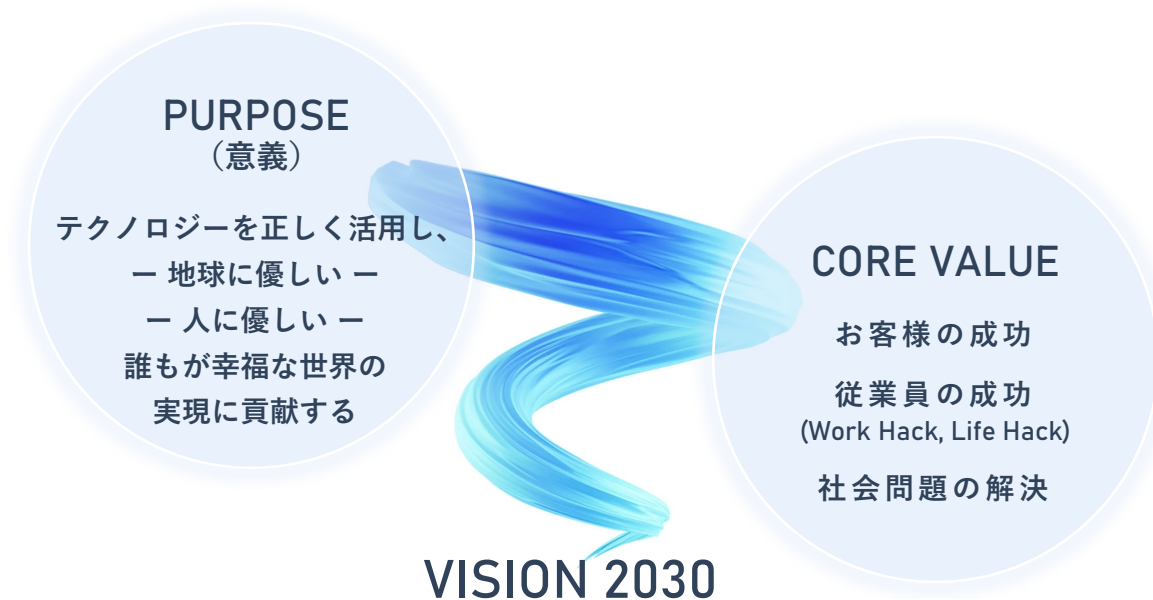 PURPOSE
（意義）
テクノロジーを正しく活用し、
ー 地球に優しい ー
ー 人に優しい ー
誰もが幸福な世界の
実現に貢献する
CORE VALUE
お客様の成功
従業員の成功
(Work Hack, Life Hack)
社会問題の解決
VISION 2030